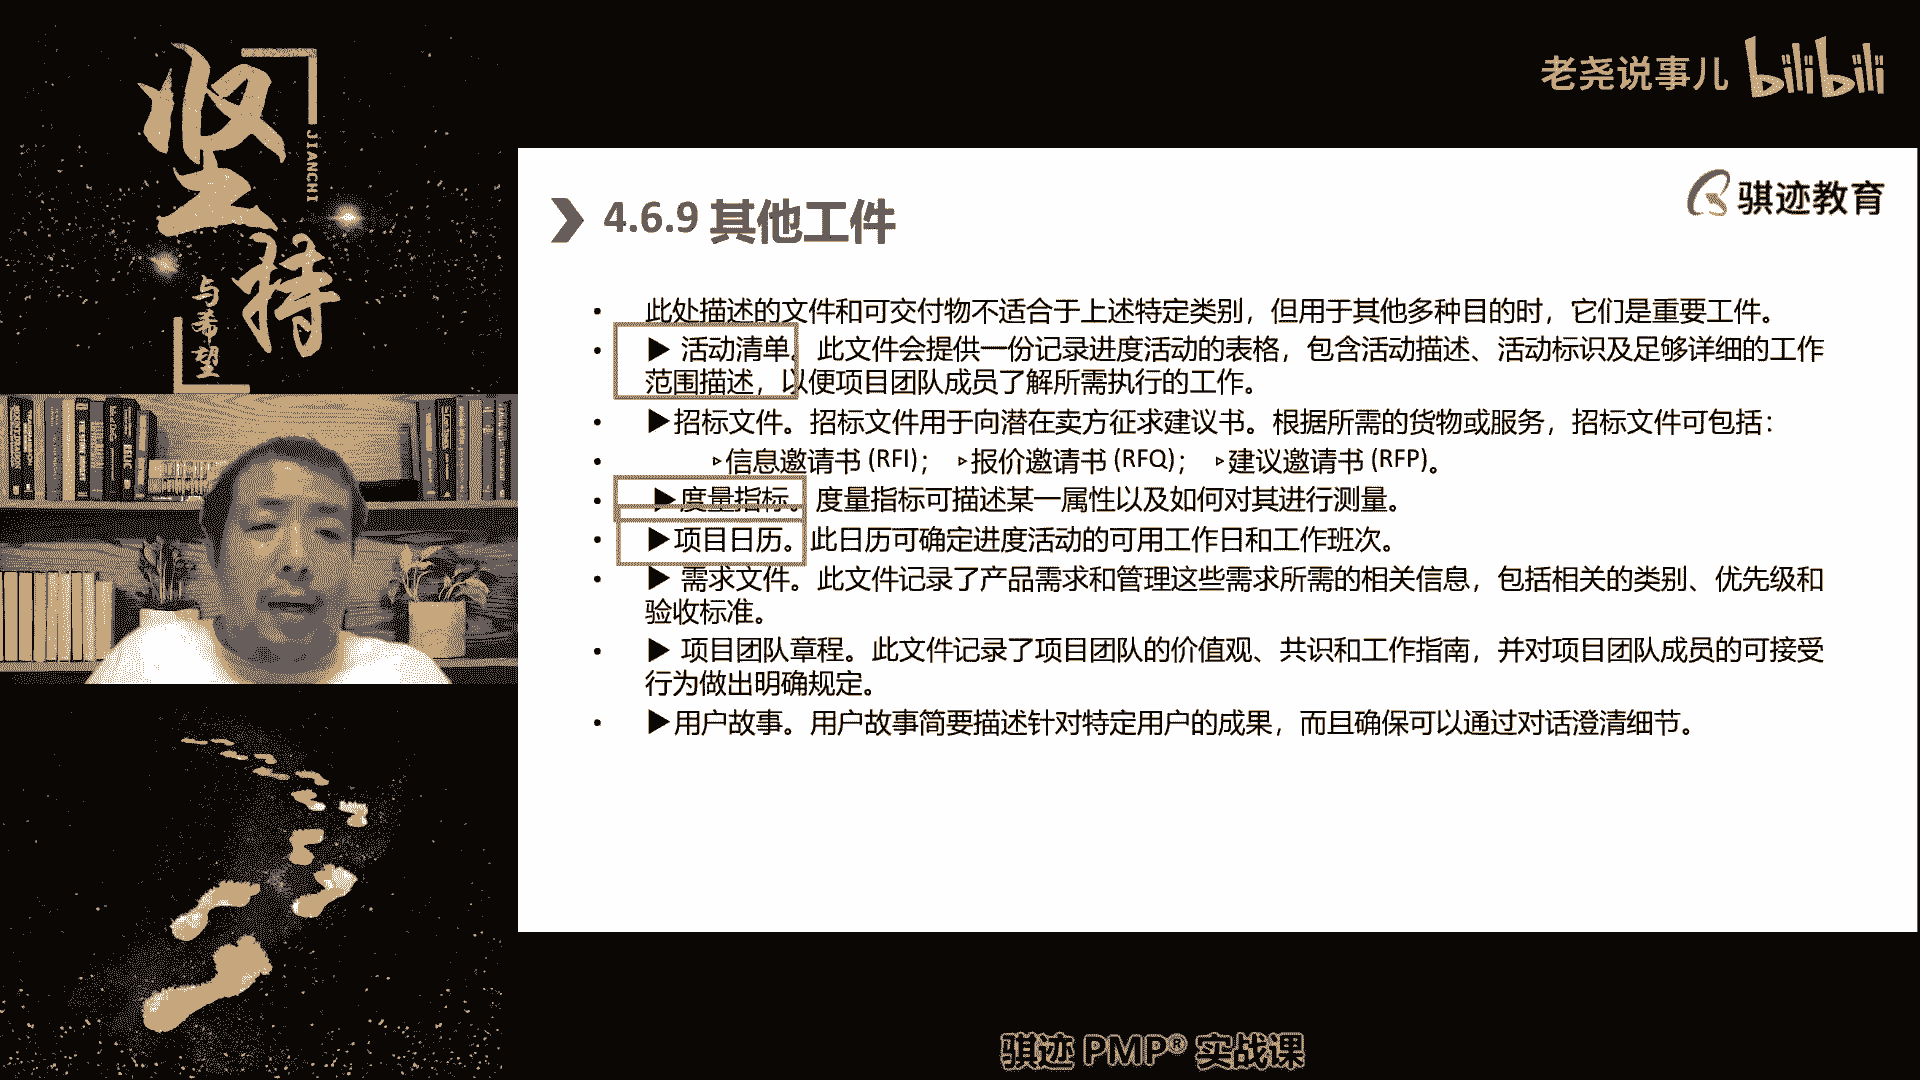 坚持
JIANCHI
与希望
老尧说事儿 bilibili
骐迹教育
4.6.9 其他工件
• 此处描述的文件和可交付物不适合于上述特定类别，但用于其他多种目的时，它们是重要工件。
• ▶ 活动清单。此文件会提供一份记录进度活动的表格，包含活动描述、活动标识及足够详细的工作
范围描述，以便项目团队成员了解所需执行的工作。
• ▶招标文件。招标文件用于向潜在卖方征求建议书。根据所需的货物或服务，招标文件可包括：
• ▹信息邀请书 (RFI)； ▹报价邀请书 (RFQ)； ▹建议邀请书 (RFP)。
• ▶度量指标。度量指标可描述某一属性以及如何对其进行测量。
• ▶项目日历。此日历可确定进度活动的可用工作日和工作班次。
• ▶ 需求文件。此文件记录了产品需求和管理这些需求所需的相关信息，包括相关的类别、优先级和
验收标准。
• ▶ 项目团队章程。此文件记录了项目团队的价值观、共识和工作指南，并对项目团队成员的可接受
行为做出明确规定。
• ▶用户故事。用户故事简要描述针对特定用户的成果，而且确保可以通过对话澄清细节。
骐迹 PMP® 实战课